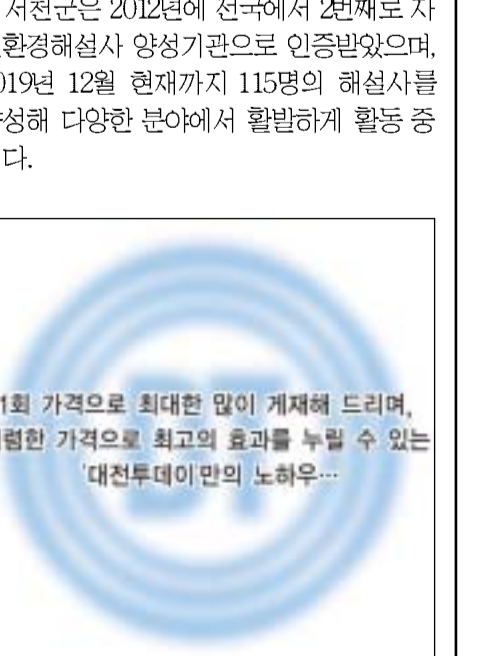 서천군은 2012년에 전국에서 2번째로 자
환경해설사 양성기관으로 인증받았으며,
019년 12월 현재까지 115명의 해설사를
성해 다양한 분야에서 활발하게 활동 중
다.
1회 가격으로 최대한 많이 게재해 드리며,
렴한 가격으로 최고의 효과를 누릴 수 있는
'대전투데이'만의 노하우…
DT